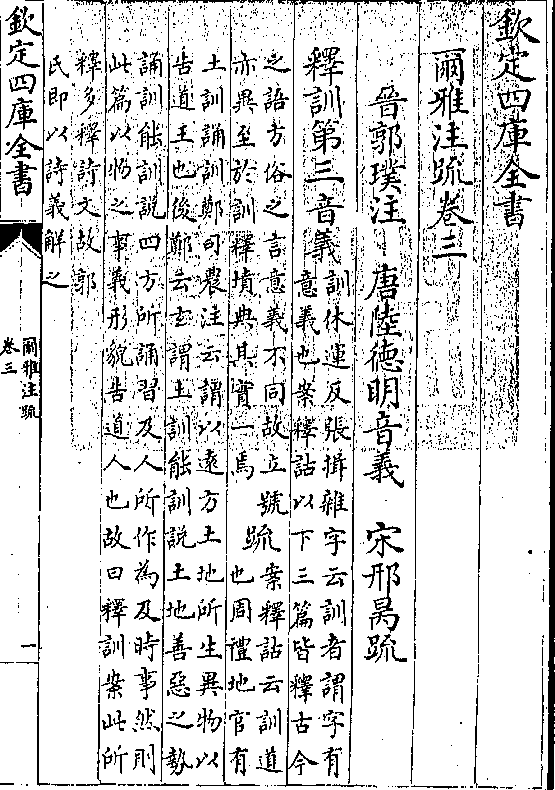 欽定四庫全書
爾雅注疏卷三
晉郭璞注 唐陸德明音義 宋邢昺疏
釋訓第三音義
訓休運反張揖雜字云訓者謂字有
意義也案釋詁以下三篇皆釋古今
之語方俗之言意義不同故立號
亦異至於訓釋墳典其實一焉
疏
案釋詁云訓道
也周禮地官有
土訓誦訓鄭司農注云謂以遠方土地所生異物以
告道王也後鄭云玄謂土訓能訓說土地善惡之勢
誦訓能訓說四方所誦習及人所作為及時事然則
此篇以物之事義形貌告道人也故曰釋訓案此所
釋多釋詩文故郭
氏即以詩義解之
欽定四庫全書
爾雅注疏
卷三
一